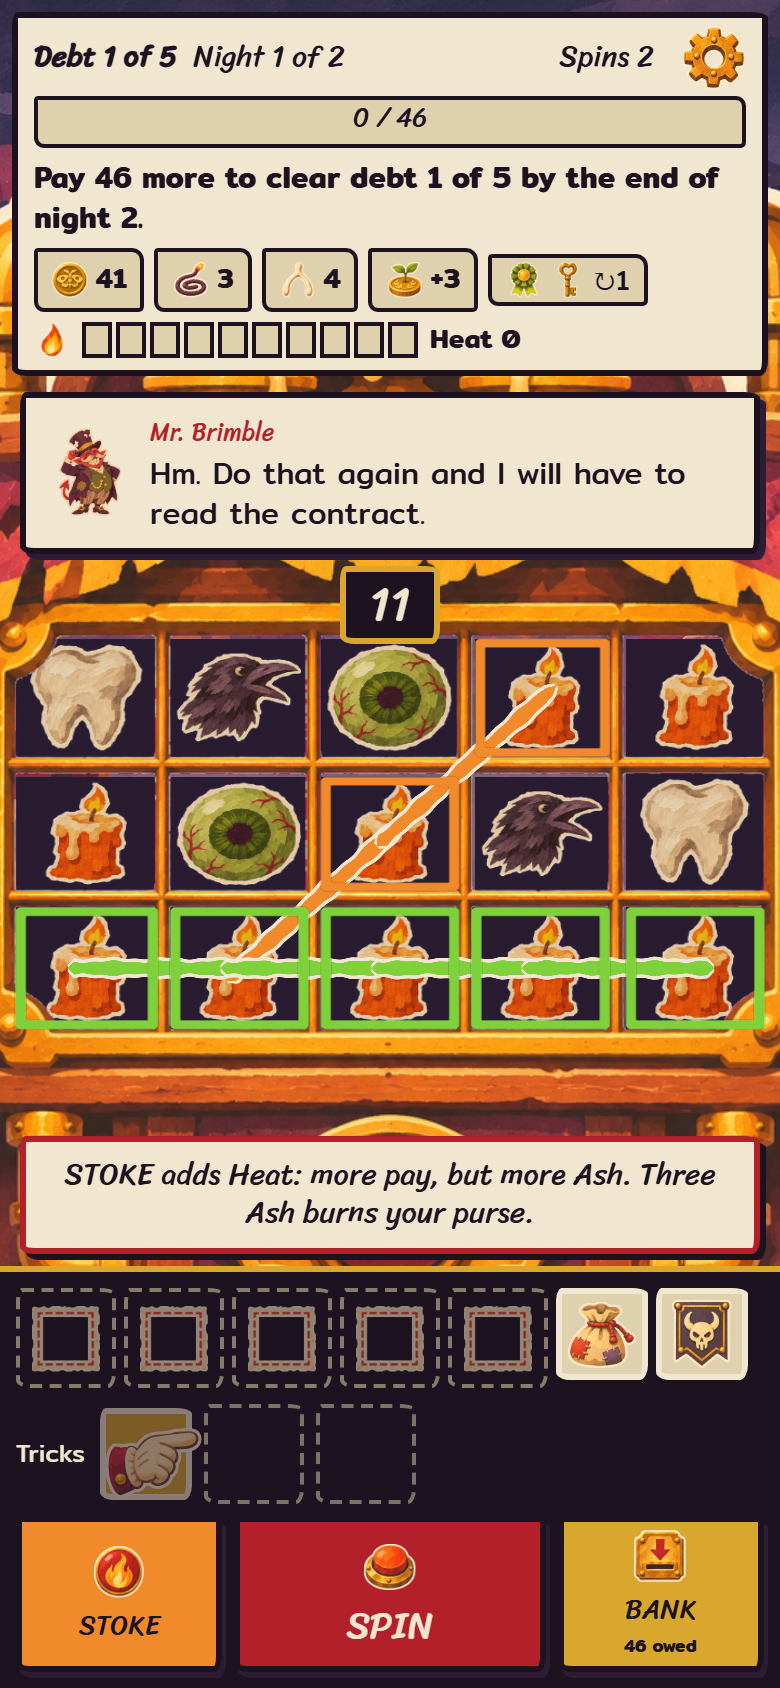 Debt 1 of 5 Night 1 of 2 Spins 2
0 / 46
Pay 46 more to clear debt 1 of 5 by the end of
night 2.
41 3 4 +3 ↻1
Heat 0
Mr. Brimble
Hm. Do that again and I will have to
read the contract.
11
STOKE adds Heat: more pay, but more Ash. Three
Ash burns your purse.
Tricks
STOKE
SPIN
BANK
46 owed